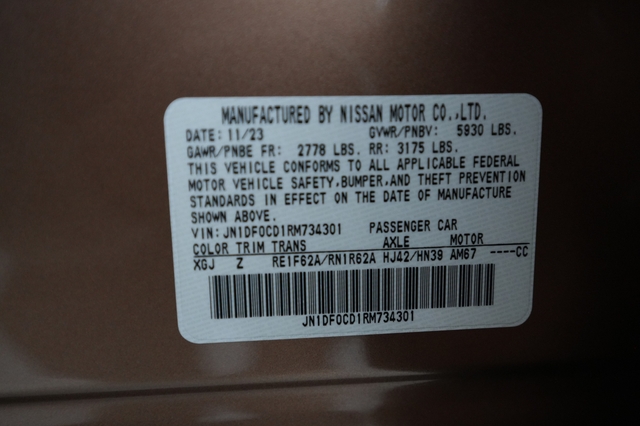 MANUFACTURED BY NISSAN MOTOR CO.,LTD.
DATE: 11/23 GVWR/PNBV: 5930 LBS.
GAWR/PNBE FR: 2778 LBS. RR: 3175 LBS.
THIS VEHICLE CONFORMS TO ALL APPLICABLE FEDERAL
MOTOR VEHICLE SAFETY,BUMPER,AND THEFT PREVENTION
STANDARDS IN EFFECT ON THE DATE OF MANUFACTURE
SHOWN ABOVE.
VIN: JN1DF0CD1RM734301 PASSENGER CAR
COLOR TRIM TRANS AXLE MOTOR
XGJ Z RE1F62A/RN1R62A HJ42/HN39 AM67 ----CC
JN1DF0CD1RM734301